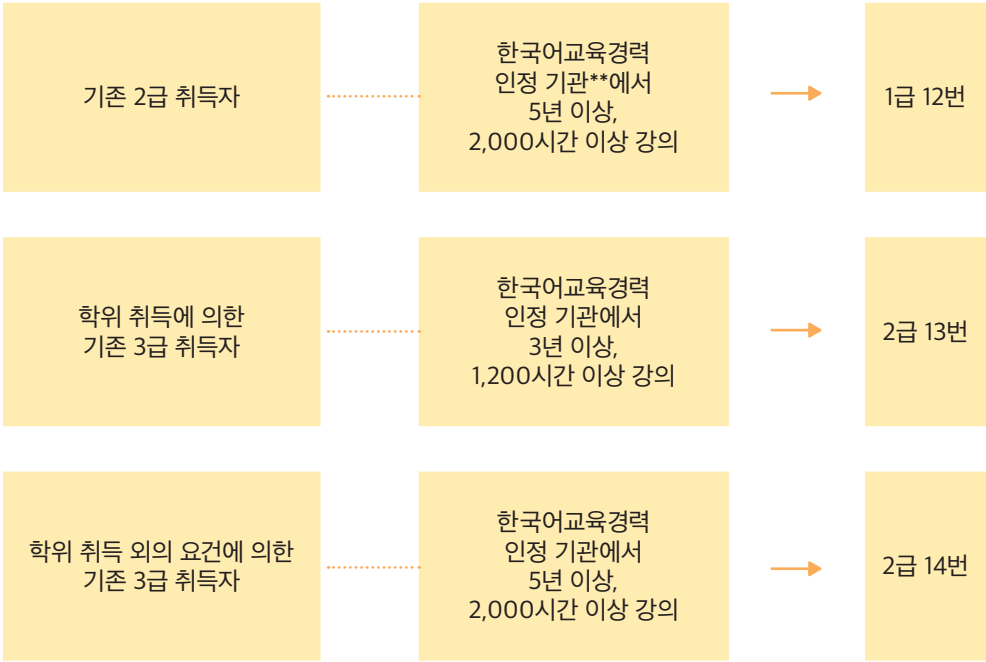 기존 2급 취득자
한국어교육경력
인정 기관**에서
5년 이상,
2,000시간 이상 강의
1급 12번
학위 취득에 의한
기존 3급 취득자
한국어교육경력
인정 기관에서
3년 이상,
1,200시간 이상 강의
2급 13번
학위 취득 외의 요건에 의한
기존 3급 취득자
한국어교육경력
인정 기관에서
5년 이상,
2,000시간 이상 강의
2급 14번